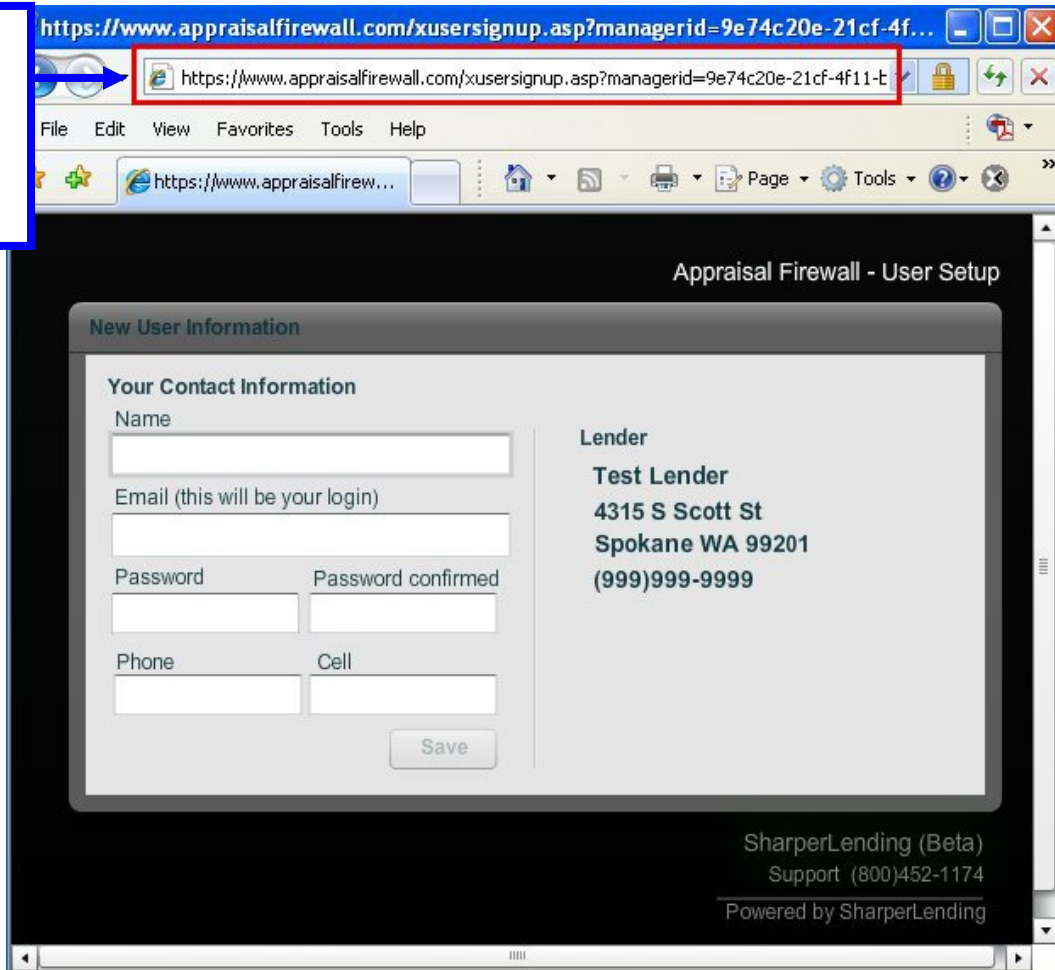 https://www.appraisalfirewall.com/xusersignup.asp?managerid=9e74c20e-21cf-4f...
https://www.appraisalfirewall.com/xusersignup.asp?managerid=9e74c20e-21cf-4f11-b
File Edit View Favorites Tools Help
https://www.appraisalfirew... Page Tools
Appraisal Firewall - User Setup
New User Information
Your Contact Information
Name
Email (this will be your login)
Password Password confirmed
Phone Cell
Save
Lender
Test Lender
4315 S Scott St
Spokane WA 99201
(999)999-9999
SharperLending (Beta)
Support (800)452-1174
Powered by SharperLending